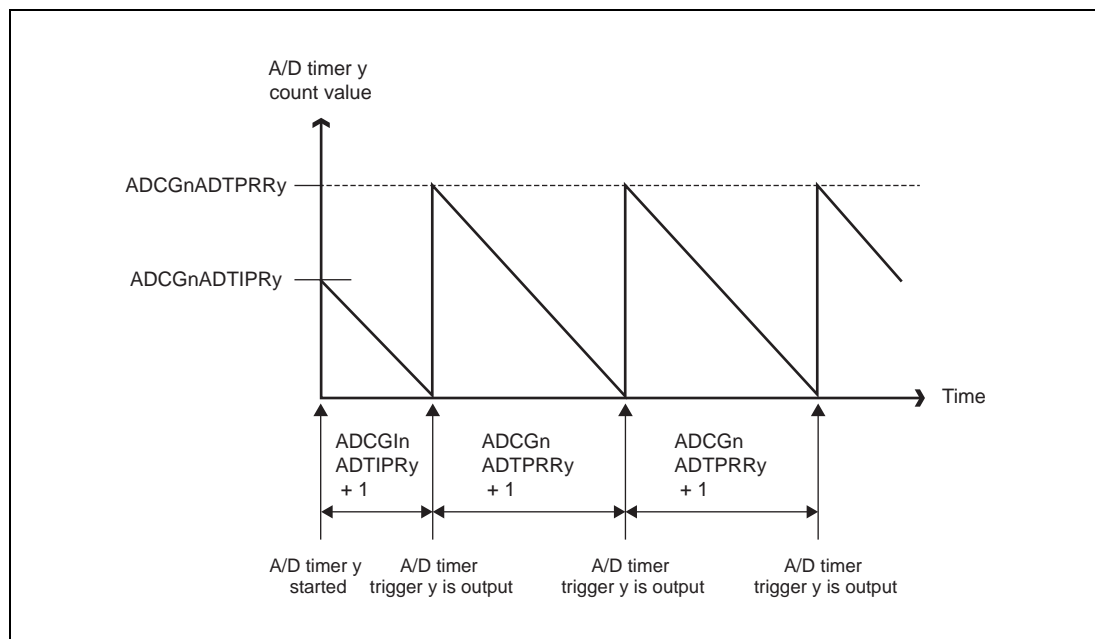 A/D timer y
count value
ADCGnADTPRRy
ADCGnADTIPRy
Time
ADCGIn
ADTIPRy
+ 1
ADCGn
ADTPRRy
+ 1
ADCGn
ADTPRRy
+ 1
A/D timer y
started
A/D timer
trigger y is output
A/D timer
trigger y is output
A/D timer
trigger y is output